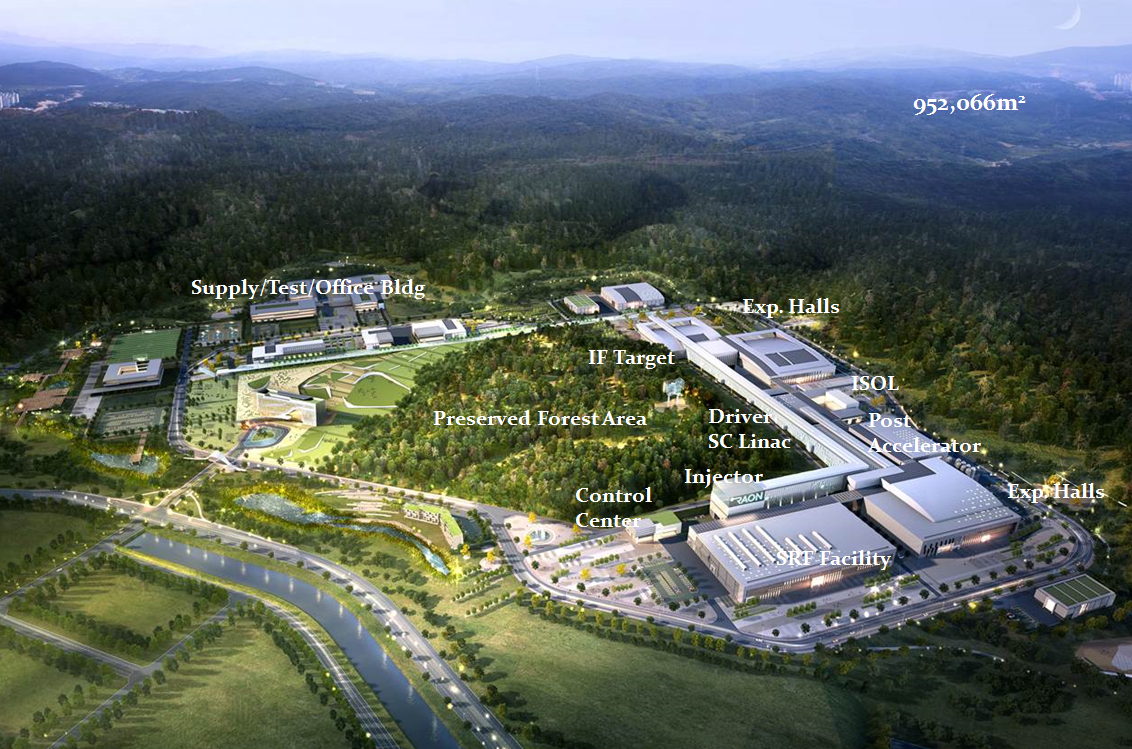 952,066m²
Supply/Test/Office Bldg
Exp. Halls
IF Target
ISOL
Preserved Forest Area
Driver
SC Linac
Post
Accelerator
Injector
RAON
Control
Center
Exp. Halls
SRF Facility